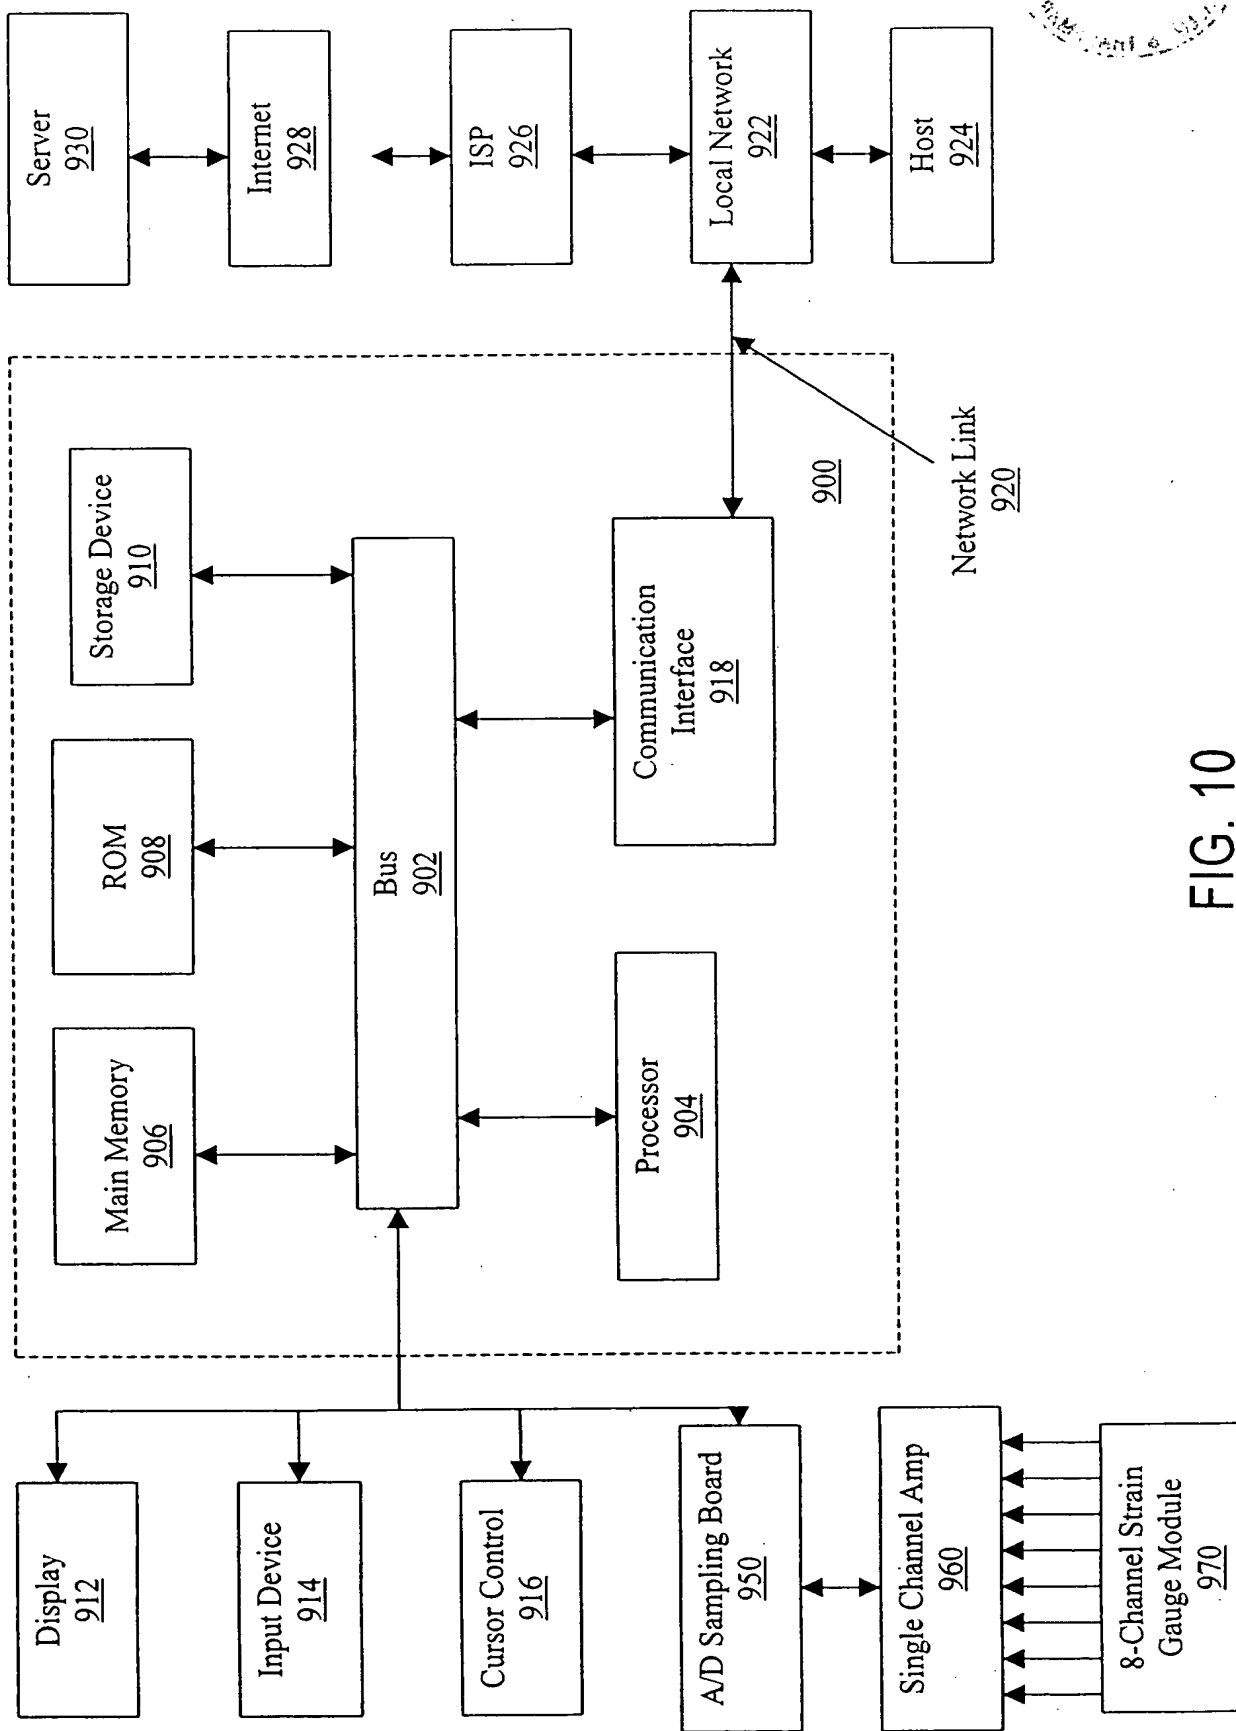 Display
912
Input Device
914
Cursor Control
916
A/D Sampling Board
950
Single Channel Amp
960
8-Channel Strain
Gauge Module
970
Main Memory
906
ROM
908
Storage Device
910
Bus
902
Processor
904
Communication
Interface
918
900
Network Link
920
Server
930
Internet
928
ISP
926
Local Network
922
Host
924
FIG. 10